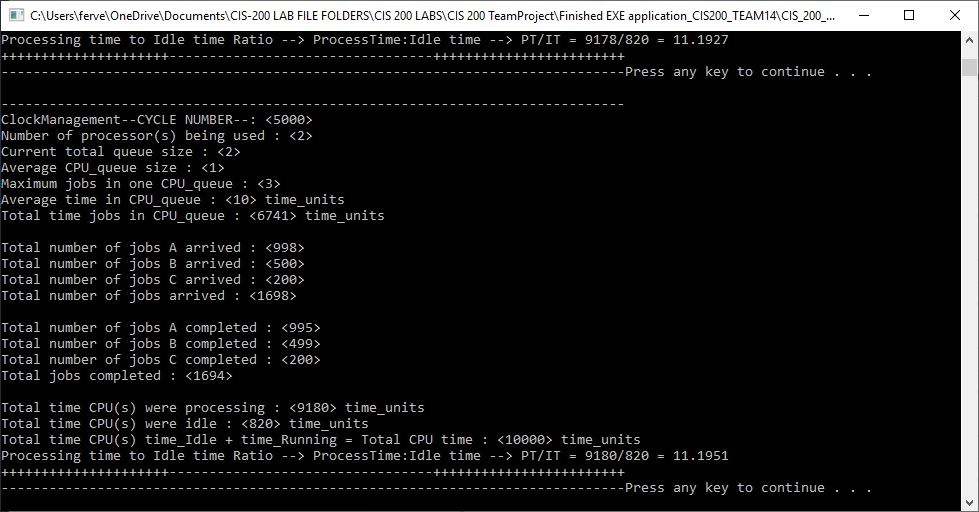 C:\Users\ferve\OneDrive\Documents\CIS-200 LAB FILE FOLDERS\CIS 200 LABS\CIS 200 TeamProject\Finished EXE application_CIS200_TEAM14\CIS_200_...
Processing time to Idle time Ratio --> ProcessTime:Idle time --> PT/IT = 9178/820 = 11.1927
+++++++++++++++++++++---------------------------------++++++++++++++++++++++++
------------------------------------------------------------------------------Press any key to continue . . .
------------------------------------------------------------------------------
ClockManagement--CYCLE NUMBER--: <5000>
Number of processor(s) being used : <2>
Current total queue size : <2>
Average CPU_queue size : <1>
Maximum jobs in one CPU_queue : <3>
Average time in CPU_queue : <10> time_units
Total time jobs in CPU_queue : <6741> time_units
Total number of jobs A arrived : <998>
Total number of jobs B arrived : <500>
Total number of jobs C arrived : <200>
Total number of jobs arrived : <1698>
Total number of jobs A completed : <995>
Total number of jobs B completed : <499>
Total number of jobs C completed : <200>
Total jobs completed : <1694>
Total time CPU(s) were processing : <9180> time_units
Total time CPU(s) were idle : <820> time_units
Total time CPU(s) time_Idle + time_Running = Total CPU time : <10000> time_units
Processing time to Idle time Ratio --> ProcessTime:Idle time --> PT/IT = 9180/820 = 11.1951
+++++++++++++++++++++---------------------------------++++++++++++++++++++++++
------------------------------------------------------------------------------Press any key to continue . . .